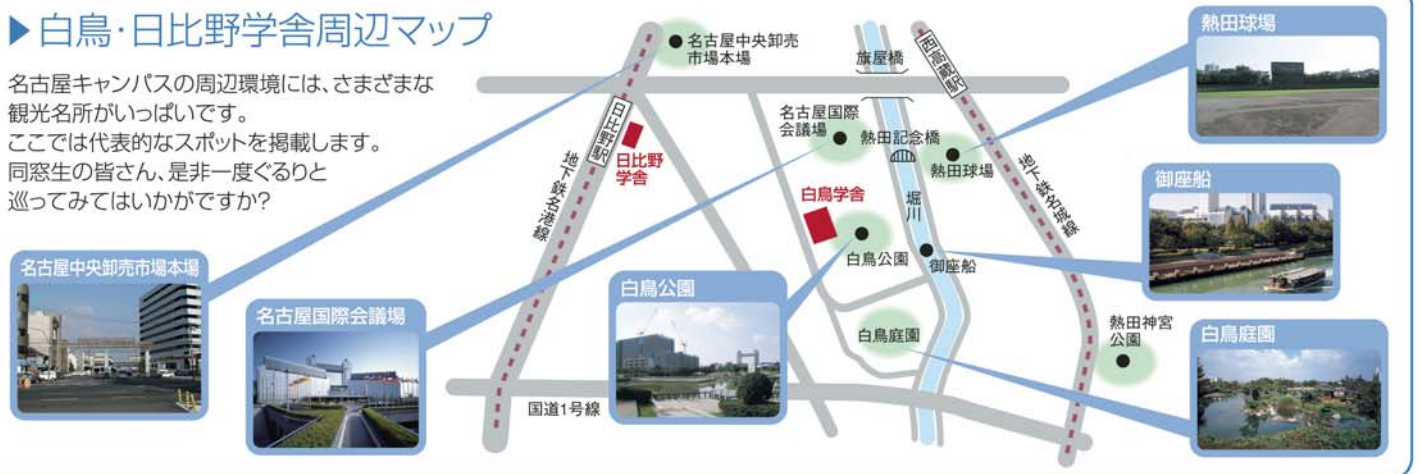 ▶白鳥・日比野学舎周辺マップ
名古屋キャンパスの周辺環境には、さまざまな
観光名所がいっぱいです。
ここでは代表的なスポットを掲載します。
同窓生の皆さん、是非一度ぐるりと
巡ってみてはいかがですか?
名古屋中央卸売
市場本場
旗屋橋
西高蔵駅
熱田球場
日比野駅
日比野
学舎
地下鉄名港線
名古屋国際
会議場
熱田記念橋
熱田球場
地下鉄名城線
白鳥学舎
堀川
白鳥公園
御座船
御座船
白鳥庭園
熱田神宮
公園
国道1号線
名古屋中央卸売市場本場
名古屋国際会議場
白鳥公園
白鳥庭園